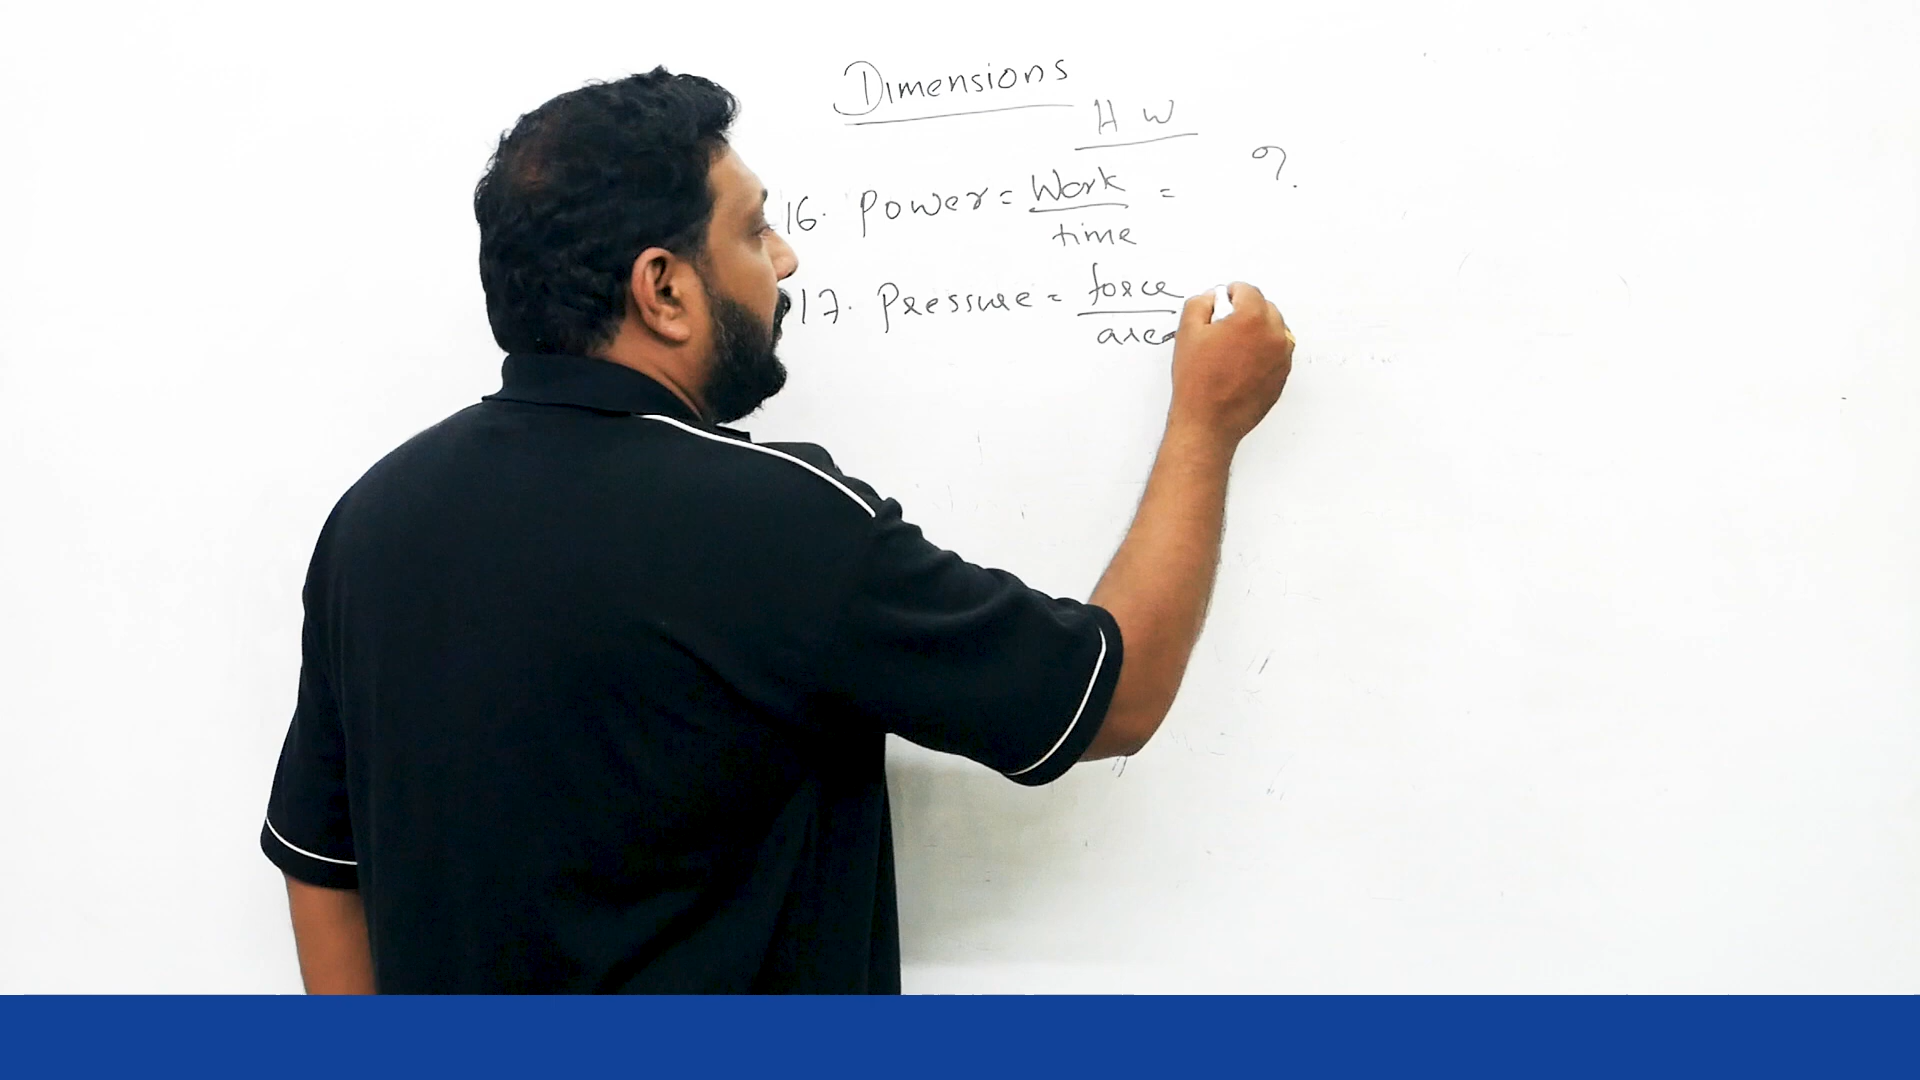 Dimensions
H W
16. Power = Work / time = ?
17. Pressure = force / area